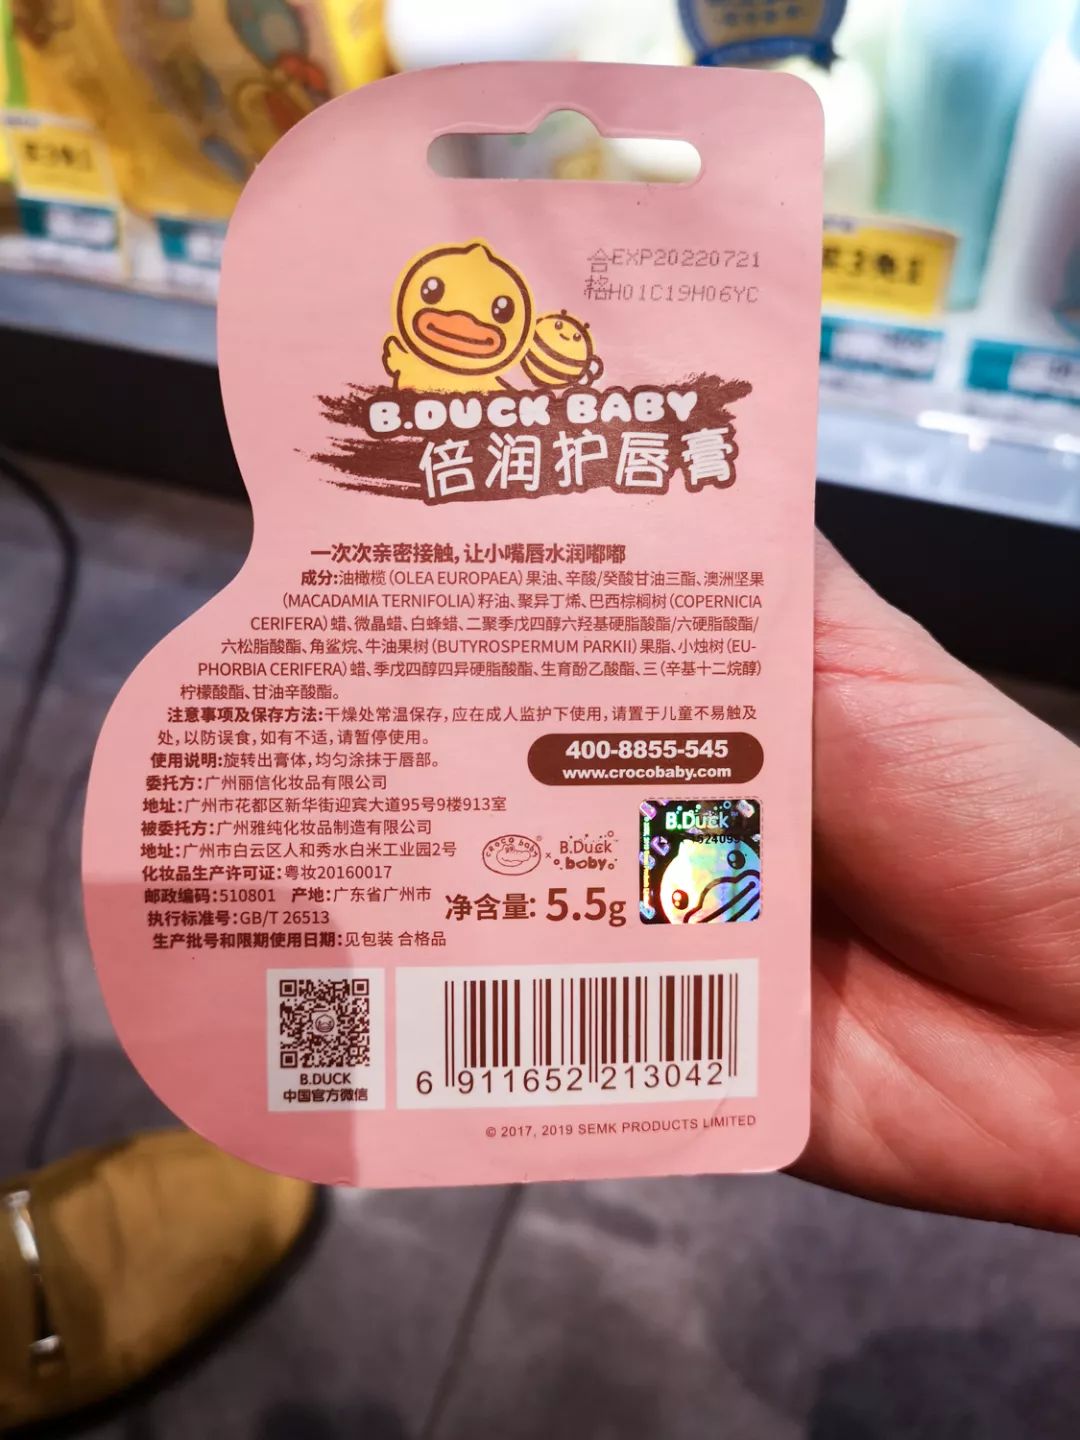 合EXP20220721
格H01C19H06YC
B.DUCK BABY
倍润护唇膏
一次次亲密接触,让小嘴唇水润嘟嘟
成分:油橄榄(OLEA EUROPAEA)果油、辛酸/癸酸甘油三酯、澳洲坚果
(MACADAMIA TERNIFOLIA)籽油、聚异丁烯、巴西棕榈树(COPERNICIA
CERIFERA)蜡、微晶蜡、白蜂蜡、二聚季戊四醇六羟基硬脂酸酯/六硬脂酸酯/
六松脂酸酯、角鲨烷、牛油果树(BUTYROSPERMUM PARKII)果脂、小烛树(EU-
PHORBIA CERIFERA)蜡、季戊四醇四异硬脂酸酯、生育酚乙酸酯、三(辛基十二烷醇)
柠檬酸酯、甘油辛酸酯。
注意事项及保存方法:干燥处常温保存,应在成人监护下使用,请置于儿童不易触及
处,以防误食,如有不适,请暂停使用。
使用说明:旋转出膏体,均匀涂抹于唇部。
400-8855-545
www.crocobaby.com
委托方:广州丽信化妆品有限公司
地址:广州市花都区新华街迎宾大道95号9楼913室
被委托方:广州雅纯化妆品制造有限公司
地址:广州市白云区人和秀水白米工业园2号
化妆品生产许可证:粤妆20160017
邮政编码:510801 产地:广东省广州市
执行标准号:GB/T 26513
生产批号和限期使用日期:见包装 合格品
croco baby
×
B.Duck
baby
净含量: 5.5g
B.Duck
B.DUCK
中国官方微信
6 911652 213042
© 2017, 2019 SEMK PRODUCTS LIMITED